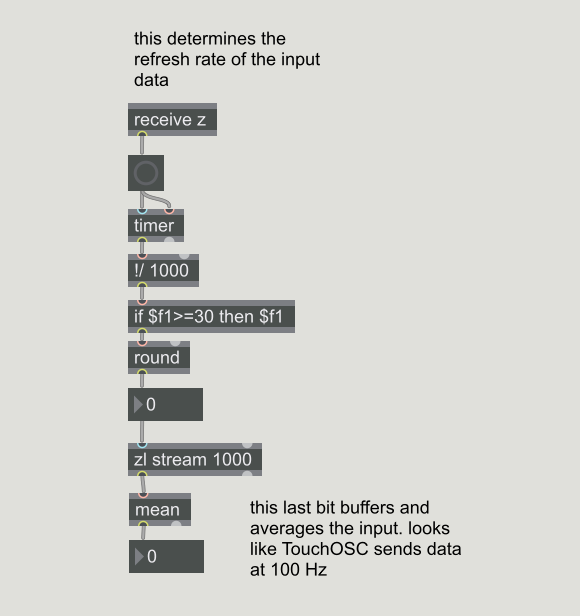 this determines the
refresh rate of the input
data
receive z
timer
!/ 1000
if $f1>=30 then $f1
round
0
zl stream 1000
mean
this last bit buffers and
averages the input. looks
like TouchOSC sends data
at 100 Hz
0